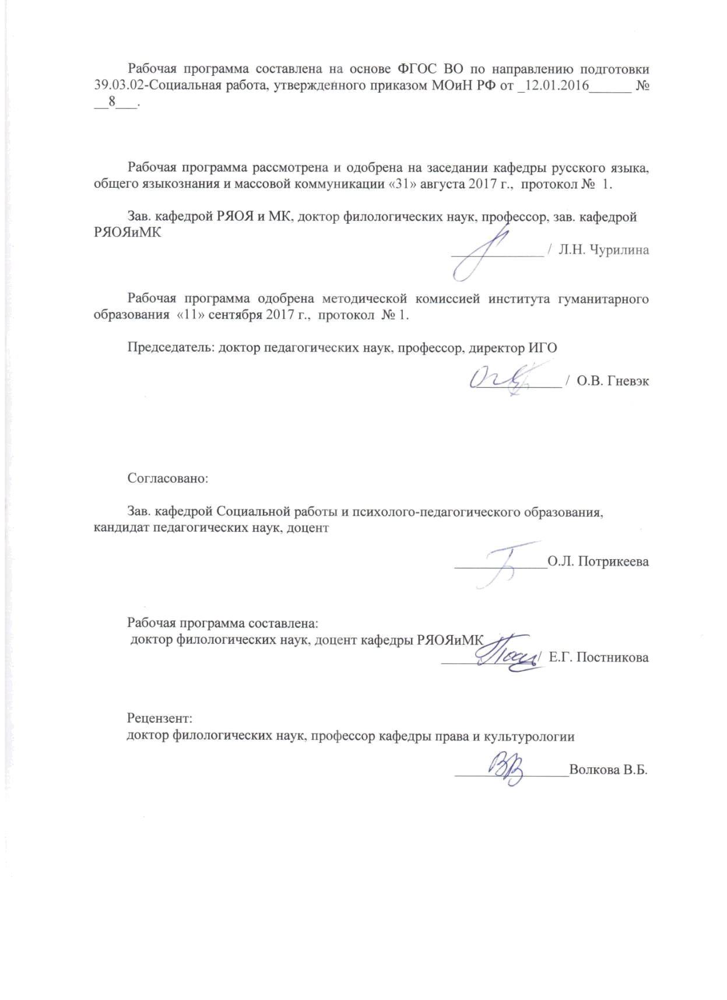 Рабочая программа составлена на основе ФГОС ВО по направлению подготовки
39.03.02-Социальная работа, утвержденного приказом МОиН РФ от _12.01.2016______ №
__8___.
Рабочая программа рассмотрена и одобрена на заседании кафедры русского языка,
общего языкознания и массовой коммуникации «31» августа 2017 г., протокол № 1.
Зав. кафедрой РЯОЯ и МК, доктор филологических наук, профессор, зав. кафедрой
РЯОЯиМК
_____________ / Л.Н. Чурилина
Рабочая программа одобрена методической комиссией института гуманитарного
образования «11» сентября 2017 г., протокол № 1.
Председатель: доктор педагогических наук, профессор, директор ИГО
____________ / О.В. Гневэк
Согласовано:
Зав. кафедрой Социальной работы и психолого-педагогического образования,
кандидат педагогических наук, доцент
_____________О.Л. Потрикеева
Рабочая программа составлена:
доктор филологических наук, доцент кафедры РЯОЯиМК
_____________/ Е.Г. Постникова
Рецензент:
доктор филологических наук, профессор кафедры права и культурологии
________________Волкова В.Б.